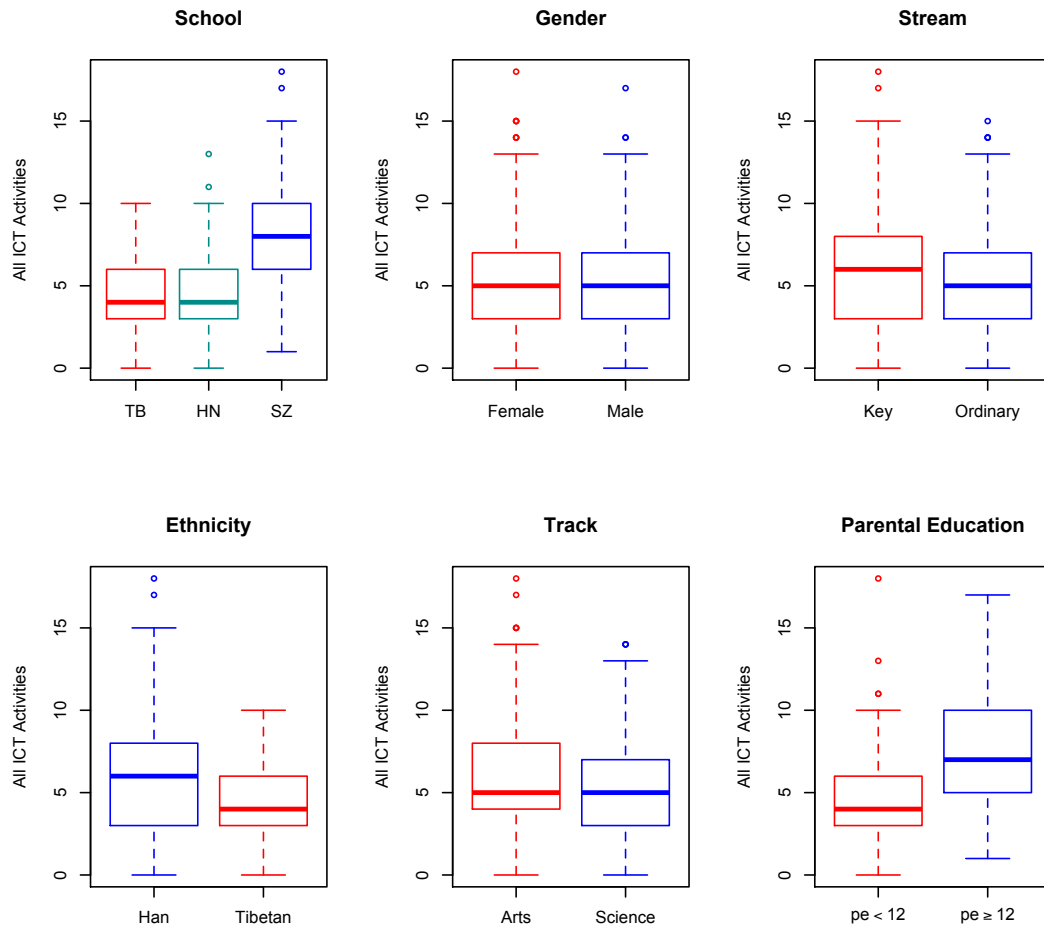 School
All ICT Activities
15
10
5
0
TB HN SZ
Gender
All ICT Activities
15
10
5
0
Female Male
Stream
All ICT Activities
15
10
5
0
Key Ordinary
Ethnicity
All ICT Activities
15
10
5
0
Han Tibetan
Track
All ICT Activities
15
10
5
0
Arts Science
Parental Education
All ICT Activities
15
10
5
0
pe < 12 pe ≥ 12